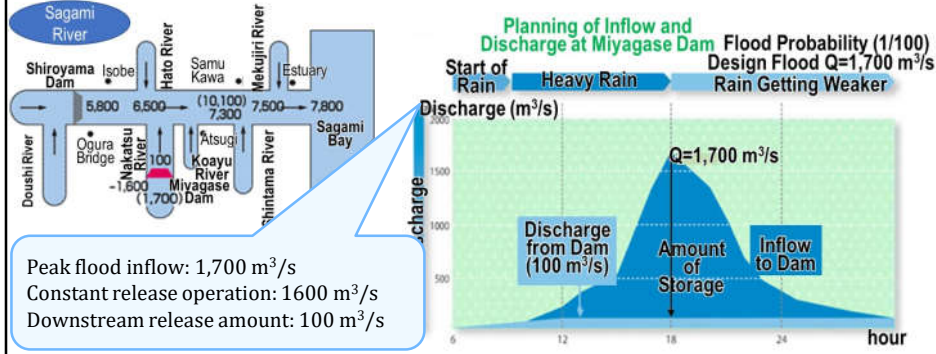 Sagami
River
Shiroyama
Dam
Isobe
Hato River
Samu
Kawa
Mekujiri River
Estuary
5,800
6,500
(10,100)
7,300
7,500
7,800
Doushi River
Ogura
Bridge
Nakatsu
River
100
-1,600
(1,700)
Miyagase
Dam
Atsugi
Koayu
River
Shintama River
Sagami
Bay
Peak flood inflow: 1,700 m³/s
Constant release operation: 1600 m³/s
Downstream release amount: 100 m³/s
Planning of Inflow and
Discharge at Miyagase Dam
Flood Probability (1/100)
Design Flood Q=1,700 m³/s
Start of
Rain
Heavy Rain
Rain Getting Weaker
Discharge (m³/s)
Q=1,700 m³/s
1500
1000
500
charge
Discharge
from Dam
(100 m³/s)
Amount
of
Storage
Inflow
to Dam
6
12
18
24
hour